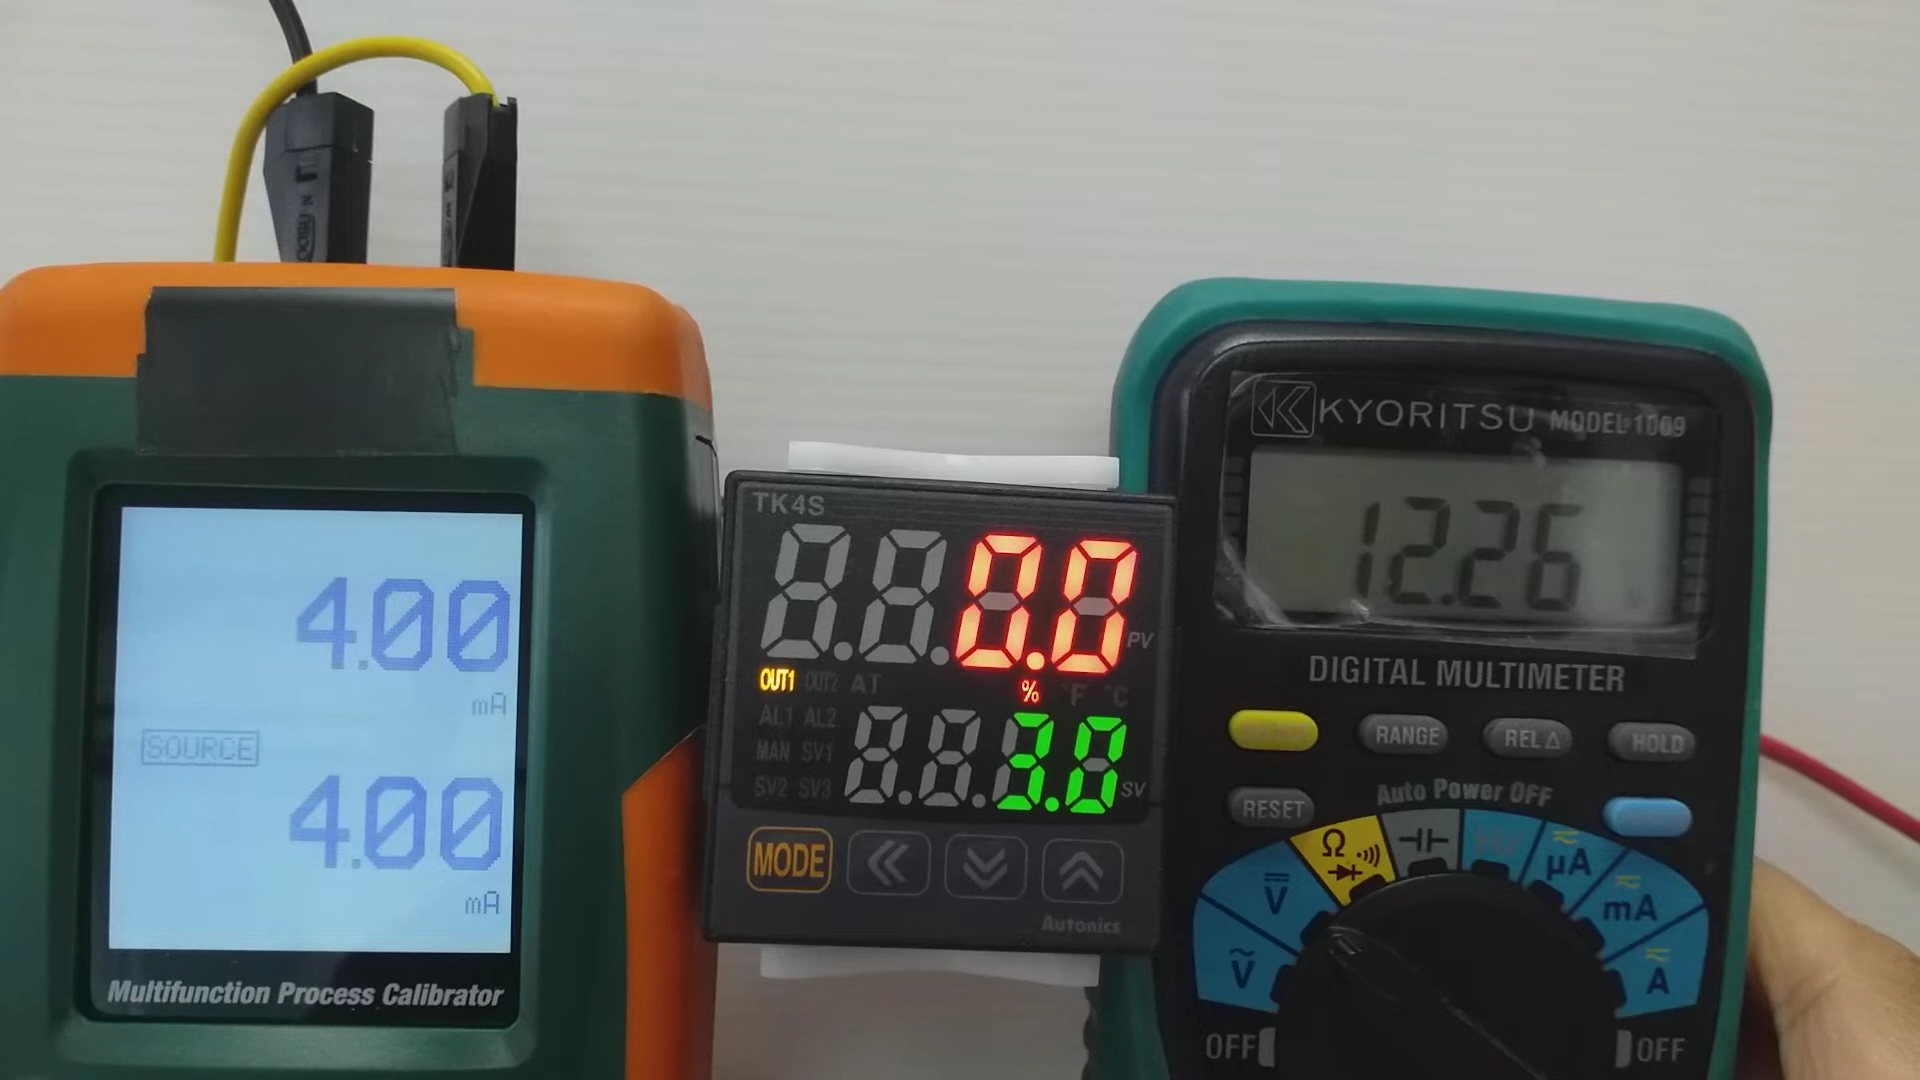 4.00
mA
SOURCE
4.00
mA
Multifunction Process Calibrator
TK4S
0.0
PV
OUT1 OUT2 AT % °F °C
AL1 AL2
MAN SV1
SV2 SV3
3.0
SV
MODE
Autonics
KYORITSU MODEL 1009
12.26
DIGITAL MULTIMETER
RANGE REL△ HOLD
RESET
Auto Power OFF
Ω
Hz
μA
mA
A
V
V
OFF
OFF